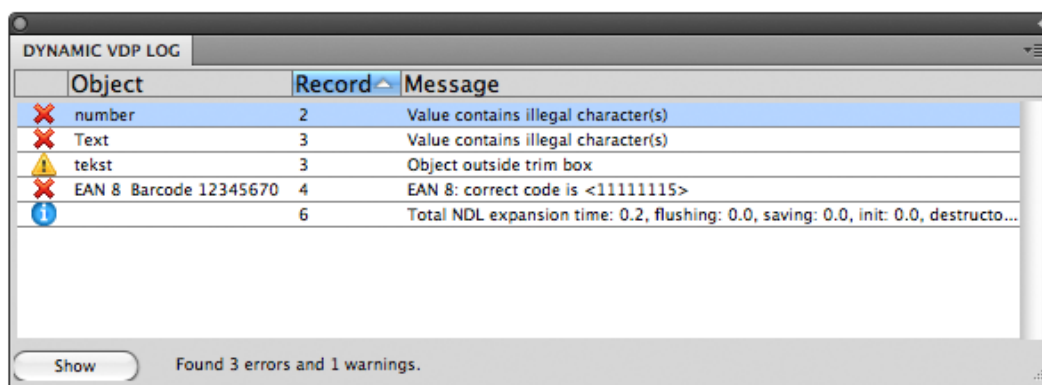 DYNAMIC VDP LOG
Object Record Message
number 2 Value contains illegal character(s)
Text 3 Value contains illegal character(s)
tekst 3 Object outside trim box
EAN 8 Barcode 12345670 4 EAN 8: correct code is <11111115>
6 Total NDL expansion time: 0.2, flushing: 0.0, saving: 0.0, init: 0.0, destructo...
Show Found 3 errors and 1 warnings.